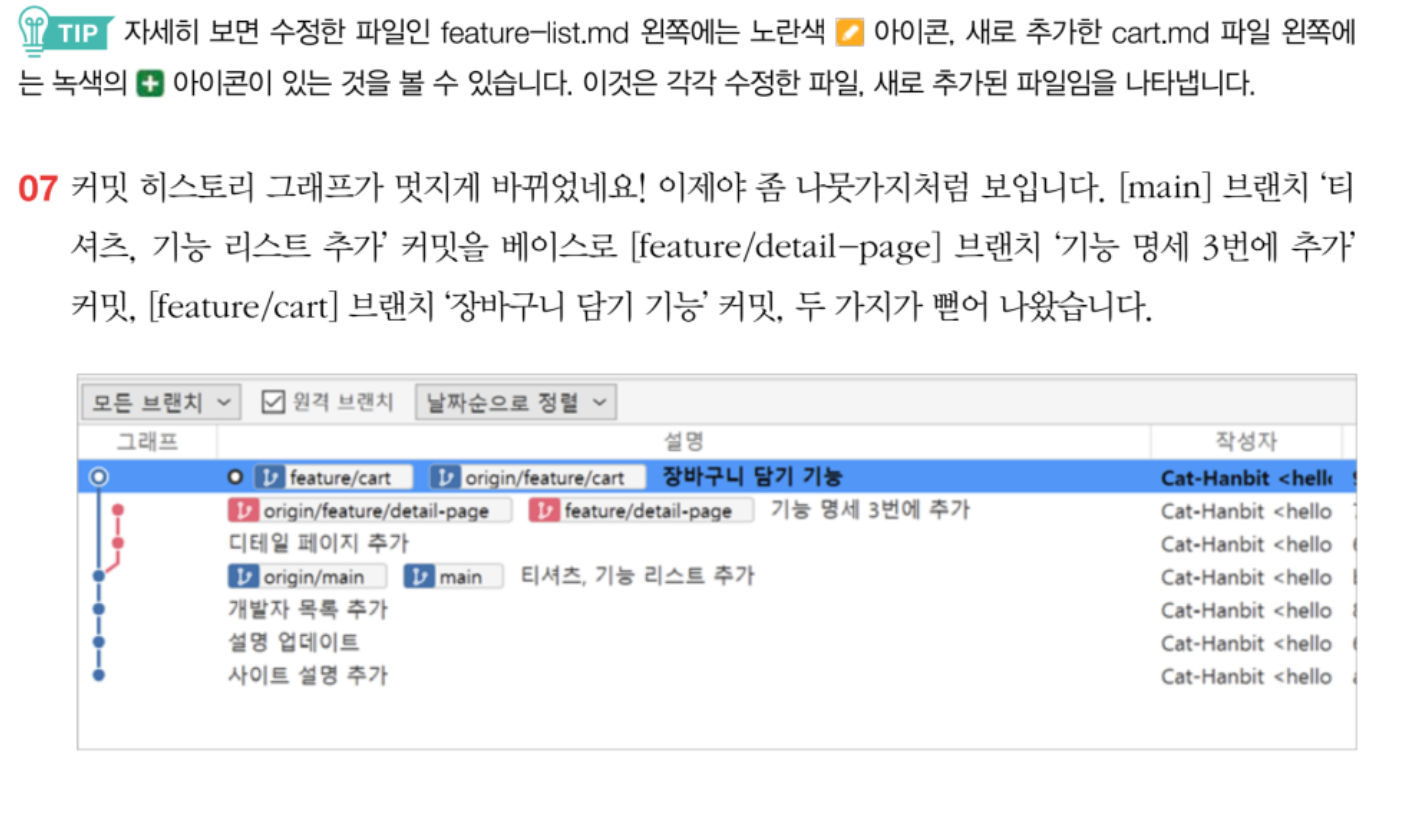 TIP 자세히 보면 수정한 파일인 feature-list.md 왼쪽에는 노란색 아이콘, 새로 추가한 cart.md 파일 왼쪽에
는 녹색의 아이콘이 있는 것을 볼 수 있습니다. 이것은 각각 수정한 파일, 새로 추가된 파일임을 나타냅니다.
07 커밋 히스토리 그래프가 멋지게 바뀌었네요! 이제야 좀 나뭇가지처럼 보입니다. [main] 브랜치 ‘티
셔츠, 기능 리스트 추가’ 커밋을 베이스로 [feature/detail-page] 브랜치 ‘기능 명세 3번에 추가’
커밋, [feature/cart] 브랜치 ‘장바구니 담기 기능’ 커밋, 두 가지가 뻗어 나왔습니다.
모든 브랜치 원격 브랜치 날짜순으로 정렬
그래프 설명 작성자
feature/cart origin/feature/cart 장바구니 담기 기능 Cat-Hanbit <hello
origin/feature/detail-page feature/detail-page 기능 명세 3번에 추가 Cat-Hanbit <hello
디테일 페이지 추가 Cat-Hanbit <hello
origin/main main 티셔츠, 기능 리스트 추가 Cat-Hanbit <hello
개발자 목록 추가 Cat-Hanbit <hello
설명 업데이트 Cat-Hanbit <hello
사이트 설명 추가 Cat-Hanbit <hello